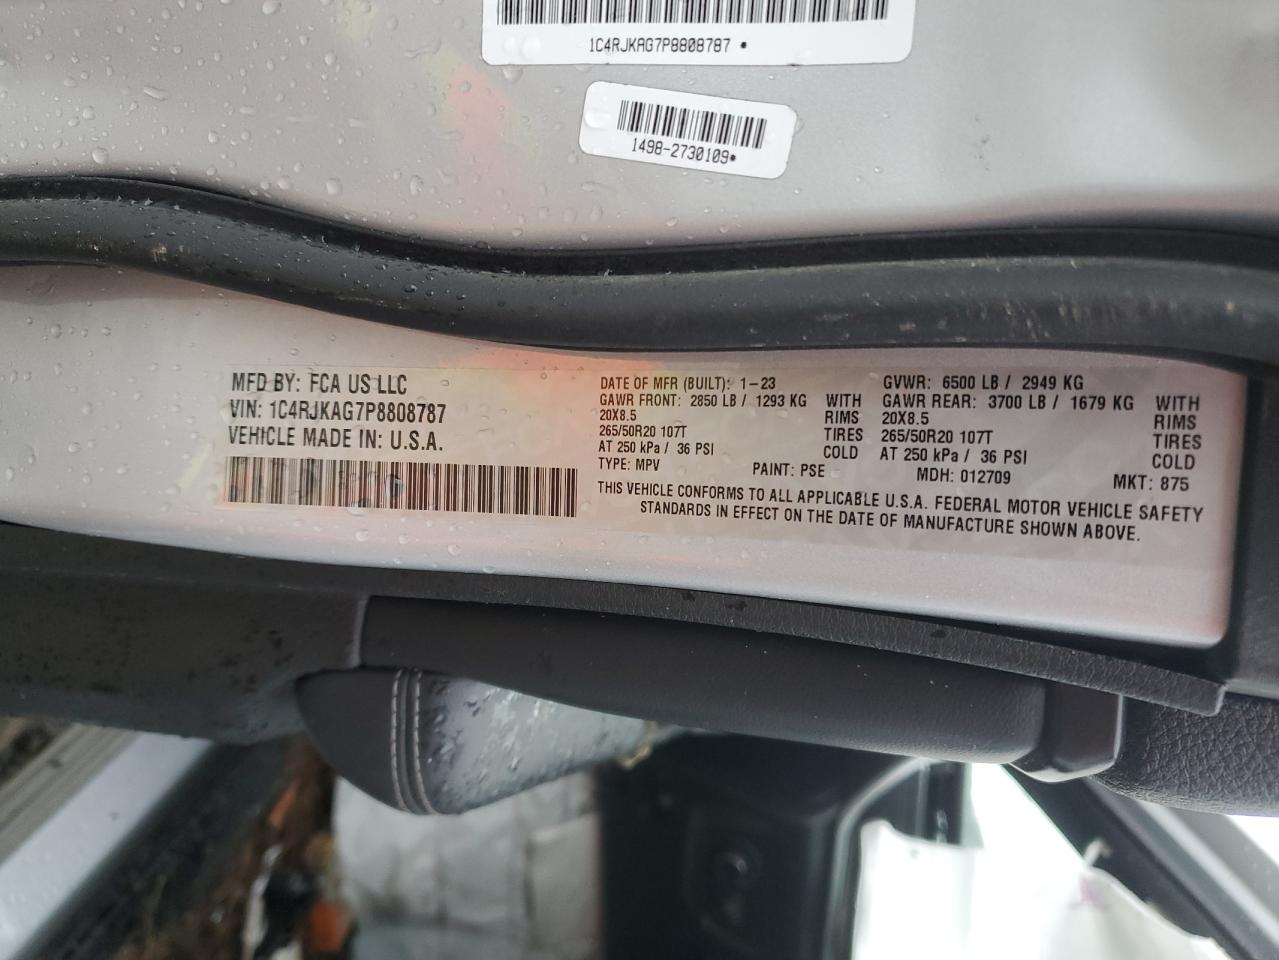 1C4RJKAG7P8808787 *
1498-2730109*
MFD BY: FCA US LLC
VIN: 1C4RJKAG7P8808787
VEHICLE MADE IN: U.S.A.
DATE OF MFR (BUILT): 1-23
GAWR FRONT: 2850 LB / 1293 KG WITH
20X8.5 RIMS
265/50R20 107T TIRES
AT 250 kPa / 36 PSI COLD
TYPE: MPV PAINT: PSE
GVWR: 6500 LB / 2949 KG
GAWR REAR: 3700 LB / 1679 KG WITH
20X8.5 RIMS
265/50R20 107T TIRES
AT 250 kPa / 36 PSI COLD
MDH: 012709 MKT: 875
THIS VEHICLE CONFORMS TO ALL APPLICABLE U.S.A. FEDERAL MOTOR VEHICLE SAFETY
STANDARDS IN EFFECT ON THE DATE OF MANUFACTURE SHOWN ABOVE.